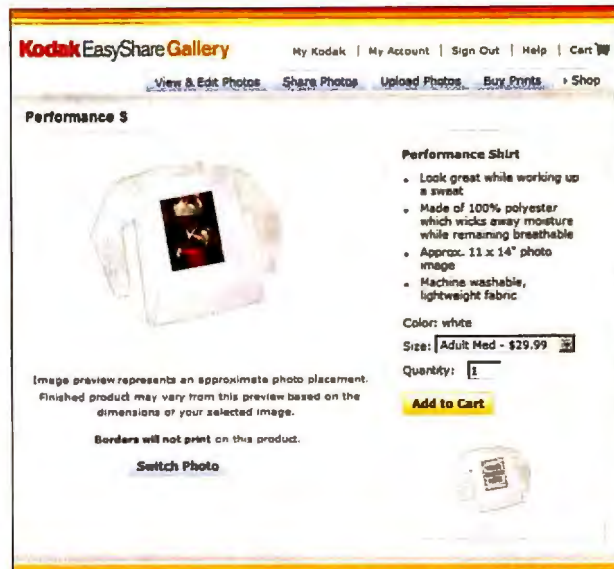 Kodak EasyShare Gallery
My Kodak | My Account | Sign Out | Help | Cart
View & Edit Photos Share Photos Upload Photos Buy Prints › Shop
Performance S
Performance Shirt
• Look great while working up
a sweat
• Made of 100% polyester
which wicks away moisture
while remaining breathable
• Approx. 11 x 14" photo
image
• Machine washable,
lightweight fabric
Color: white
Size: Adult Med - $29.99
Quantity: 1
Add to Cart
Image preview represents an approximate photo placement.
Finished product may vary from this preview based on the
dimensions of your selected image.
Borders will not print on this product.
Switch Photo